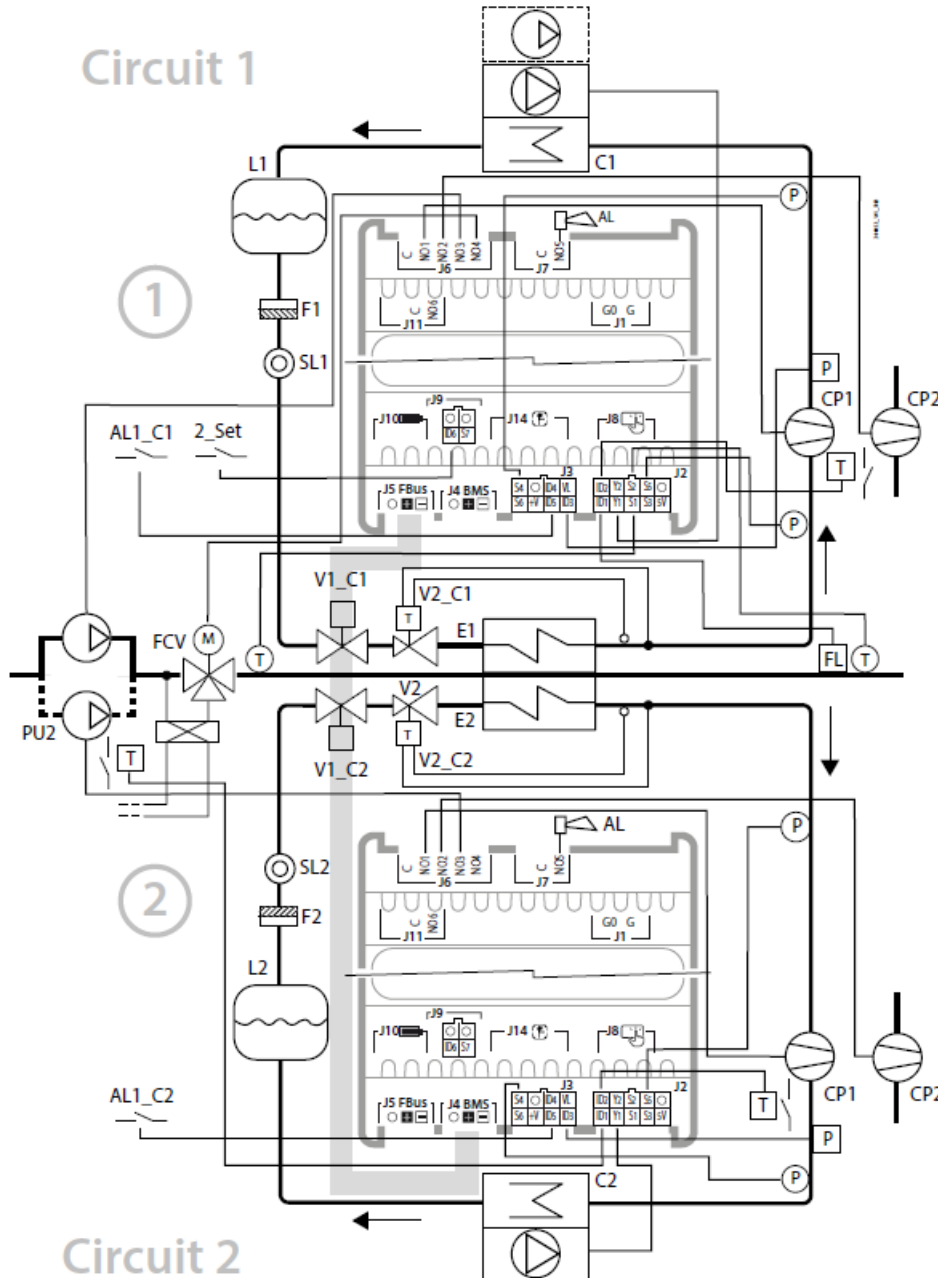 Circuit 1
L1
C1
P
AL
C NO1 NO2 NO3 NO4
J6
C NO5
J7
1
F1
C NO6
J11
G0 G
J1
SL1
P
CP1
CP2
J9
J10
ID6 S7
J14
J8
AL1_C1
2_Set
T
J3
J2
S4 ID4 VL
S6 +V ID5 ID3
ID2 Y2 S2 S5
ID1 Y1 S1 S3 5V
J5 FBus
J4 BMS
P
V1_C1
V2_C1
T
E1
FCV
M
T
FL
T
V2
E2
PU2
T
T
V1_C2
V2_C2
AL
P
C NO1 NO2 NO3 NO4
J6
C NO5
J7
SL2
2
F2
C NO6
J11
G0 G
J1
L2
J9
J10
ID6 S7
J14
J8
CP1
CP2
AL1_C2
J3
J2
S4 ID4 VL
S6 +V ID5 ID3
ID2 Y2 S2 S5
ID1 Y1 S1 S3 5V
T
J5 FBus
J4 BMS
P
C2
P
Circuit 2